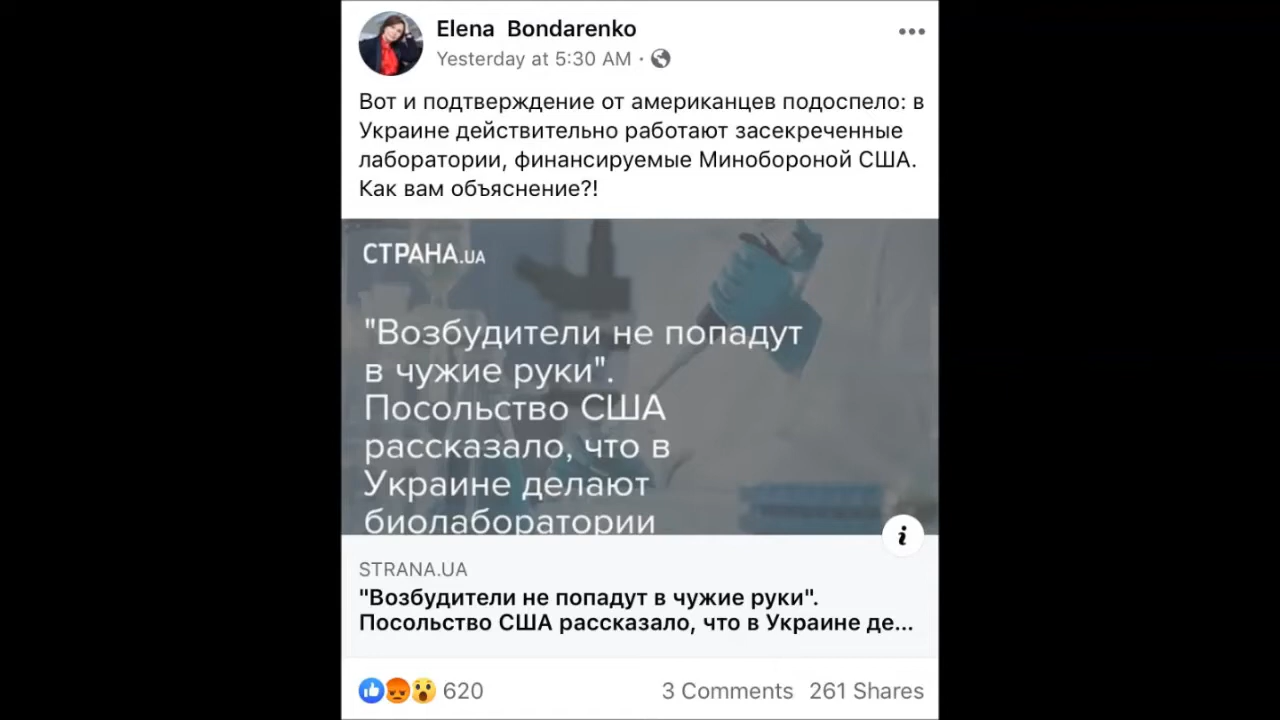 Elena Bondarenko
Yesterday at 5:30 AM ·
Вот и подтверждение от американцев подоспело: в
Украине действительно работают засекреченные
лаборатории, финансируемые Минобороной США.
Как вам объяснение?!
СТРАНА.UA
"Возбудители не попадут
в чужие руки".
Посольство США
рассказало, что в
Украине делают
биолаборатории
STRANA.UA
"Возбудители не попадут в чужие руки".
Посольство США рассказало, что в Украине де...
620 3 Comments 261 Shares